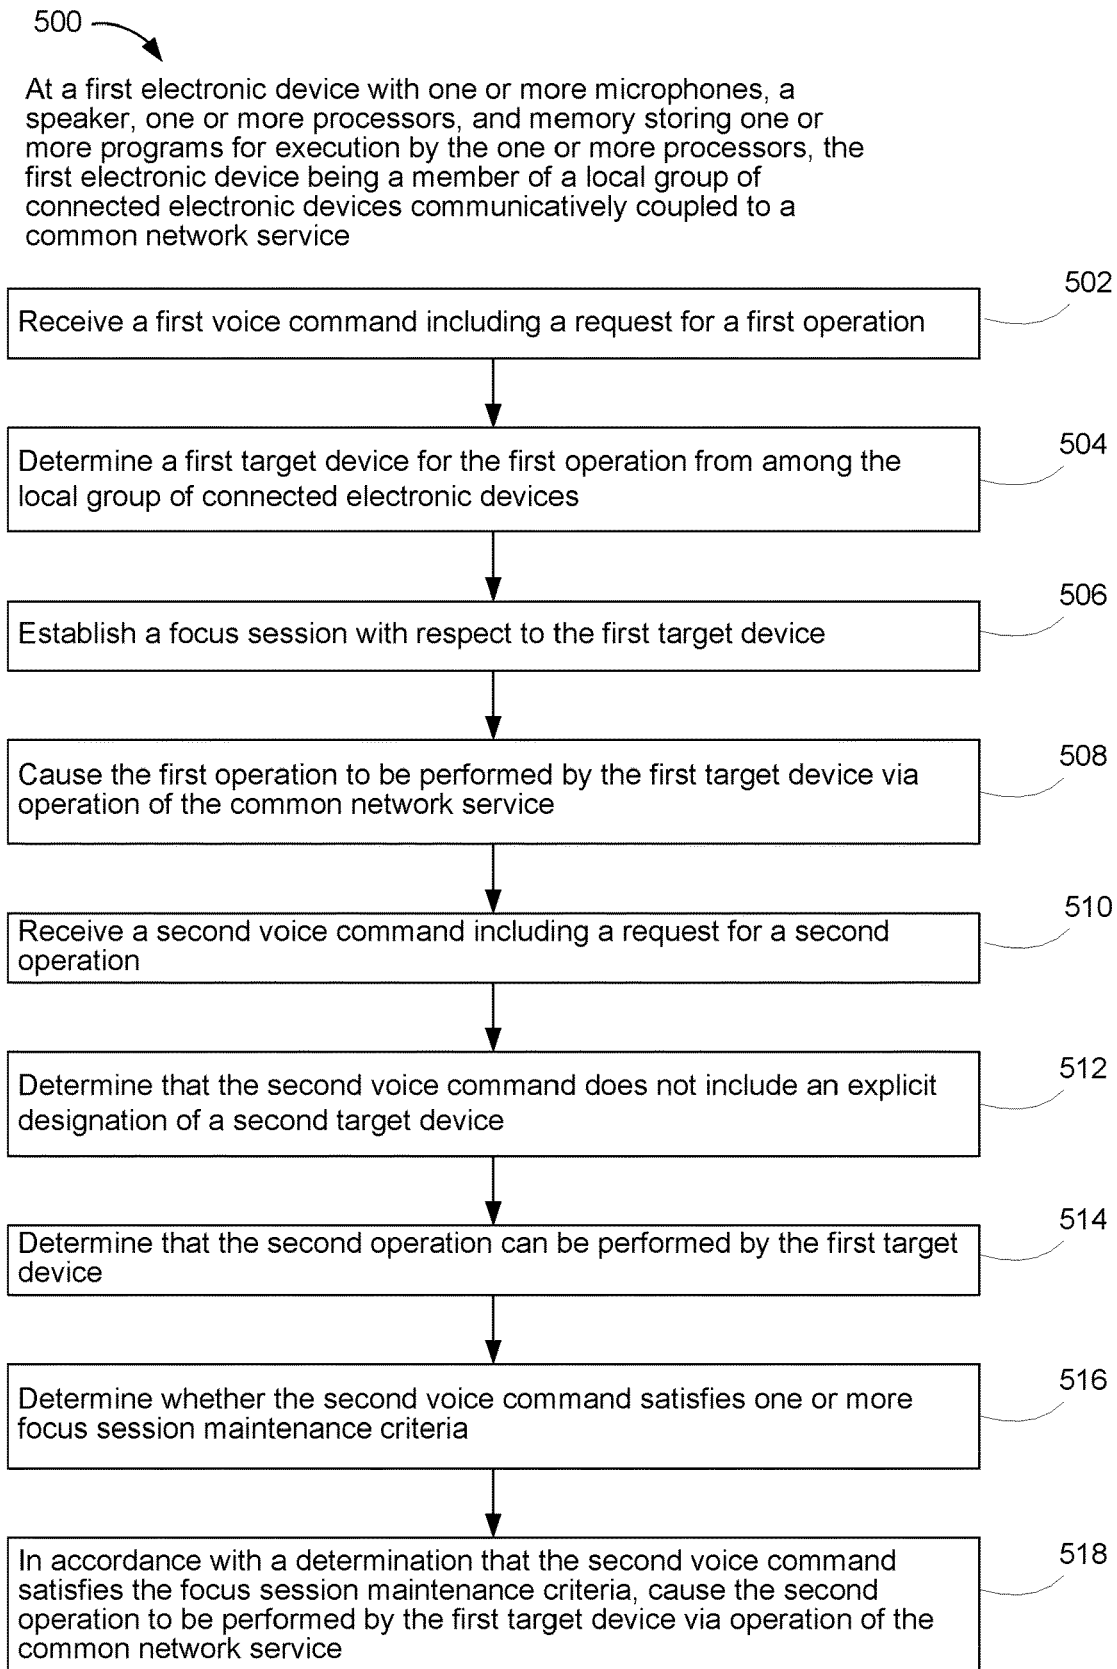 500
At a first electronic device with one or more microphones, a
speaker, one or more processors, and memory storing one or
more programs for execution by the one or more processors, the
first electronic device being a member of a local group of
connected electronic devices communicatively coupled to a
common network service
502
Receive a first voice command including a request for a first operation
504
Determine a first target device for the first operation from among the
local group of connected electronic devices
506
Establish a focus session with respect to the first target device
508
Cause the first operation to be performed by the first target device via
operation of the common network service
510
Receive a second voice command including a request for a second
operation
512
Determine that the second voice command does not include an explicit
designation of a second target device
514
Determine that the second operation can be performed by the first target
device
516
Determine whether the second voice command satisfies one or more
focus session maintenance criteria
518
In accordance with a determination that the second voice command
satisfies the focus session maintenance criteria, cause the second
operation to be performed by the first target device via operation of the
common network service